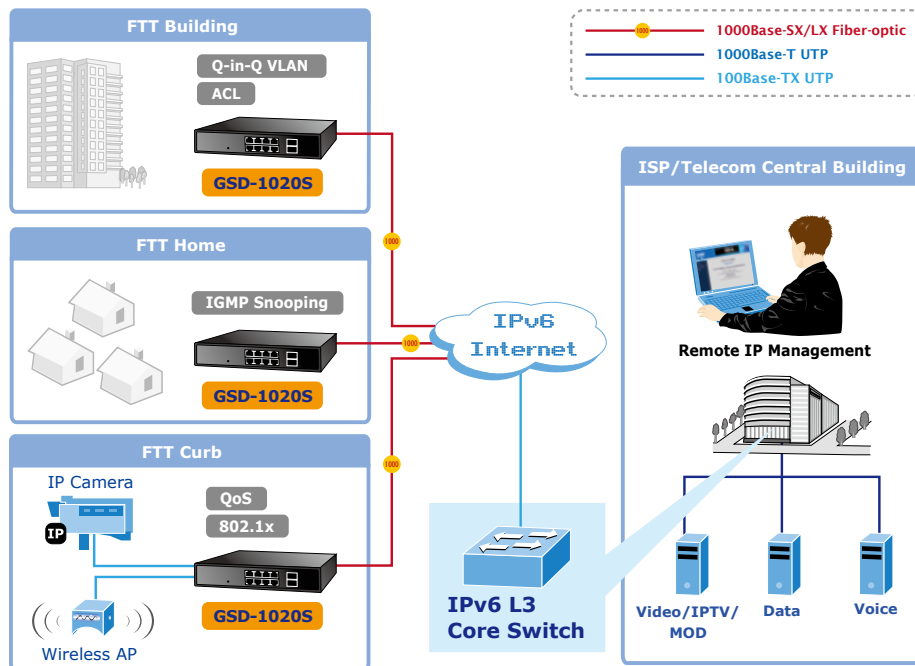 FTT Building
Q-in-Q VLAN
ACL
GSD-1020S
1000
1000Base-SX/LX Fiber-optic
1000Base-T UTP
100Base-TX UTP
FTT Home
IGMP Snooping
GSD-1020S
1000
1000
IPv6
Internet
FTT Curb
IP Camera
IP
QoS
802.1x
GSD-1020S
Wireless AP
1000
IPv6 L3
Core Switch
ISP/Telecom Central Building
Remote IP Management
Video/IPTV/
MOD
Data
Voice